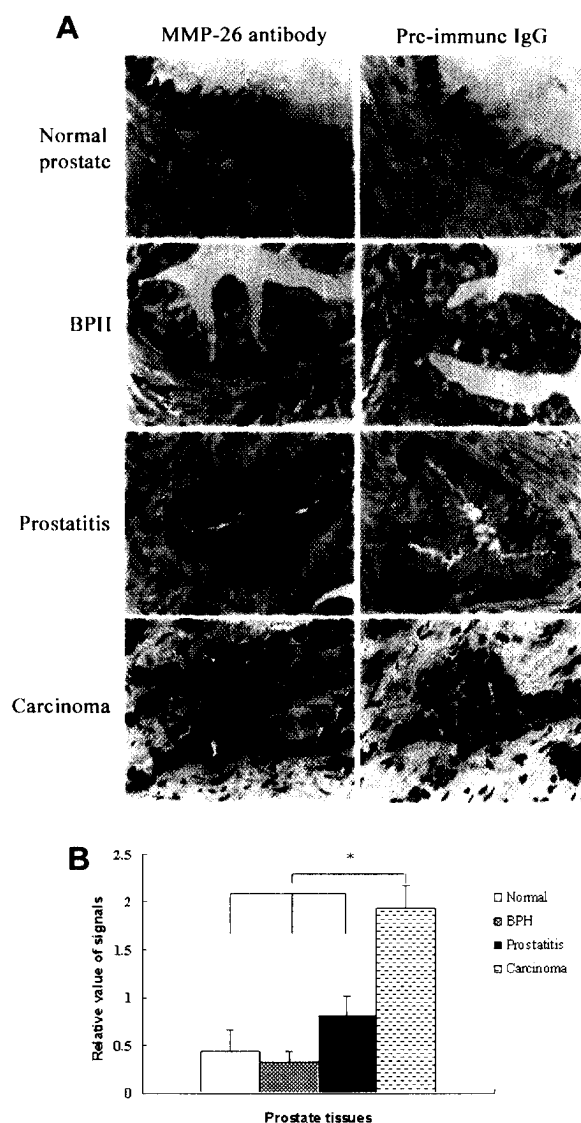 A
MMP-26 antibody
Pre-immune IgG
Normal
prostate
BPH
Prostatitis
Carcinoma
B
Relative value of signals
2.5
2
1.5
1
0.5
0
*
Normal
BPH
Prostatitis
Carcinoma
Prostate tissues